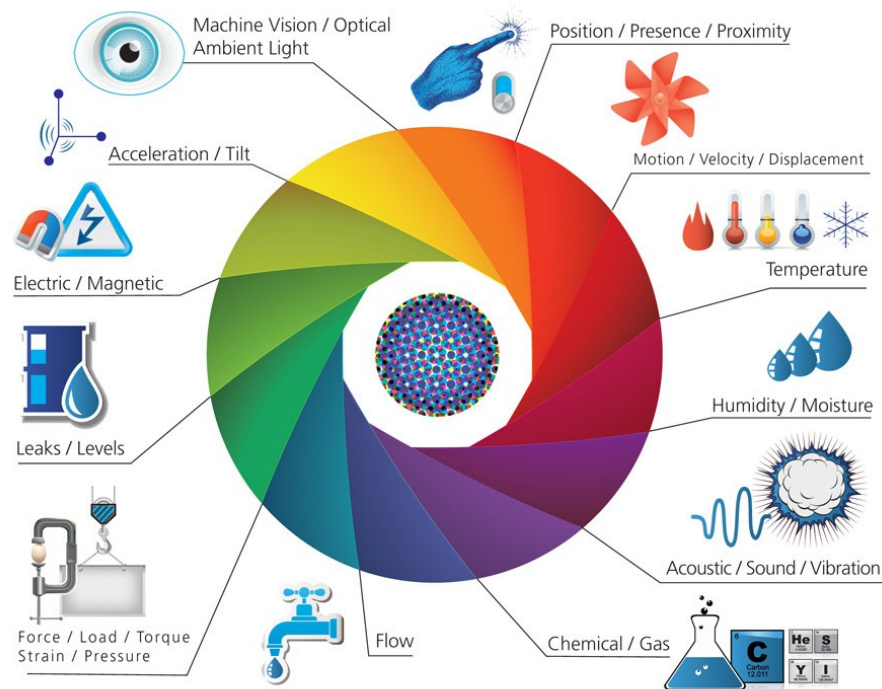 Machine Vision / Optical
Ambient Light
Position / Presence / Proximity
Acceleration / Tilt
Motion / Velocity / Displacement
Electric / Magnetic
Temperature
Leaks / Levels
Humidity / Moisture
Acoustic / Sound / Vibration
Force / Load / Torque
Strain / Pressure
Flow
Chemical / Gas
6
C
Carbon
12.011
He
S
Y
I